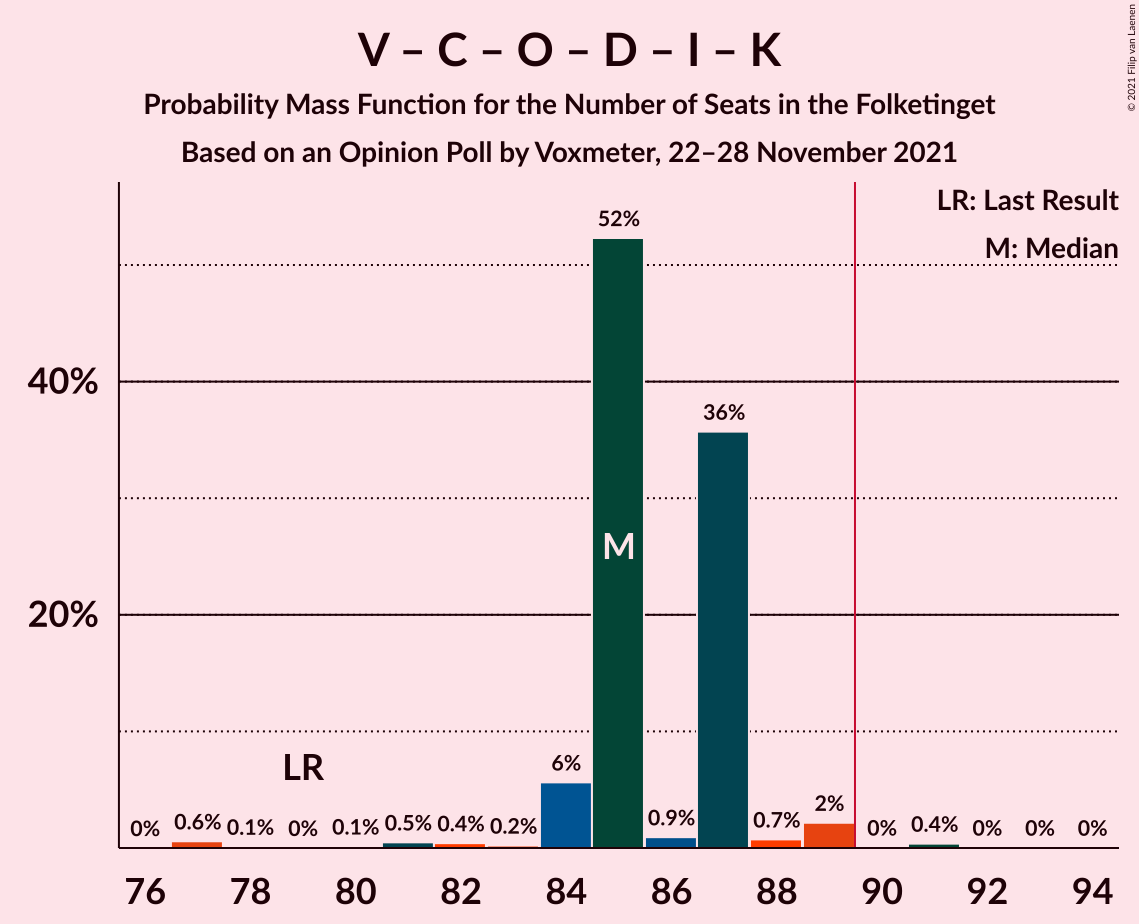 V – C – O – D – I – K
Probability Mass Function for the Number of Seats in the Folketinget
Based on an Opinion Poll by Voxmeter, 22–28 November 2021
© 2021 Filip van Laenen
LR: Last Result
M: Median
52%
40%
36%
M
20%
LR
6%
0% 0.6% 0.1% 0% 0.1% 0.5% 0.4% 0.2% 0.9% 0.7% 2% 0% 0.4% 0% 0% 0%
76 78 80 82 84 86 88 90 92 94